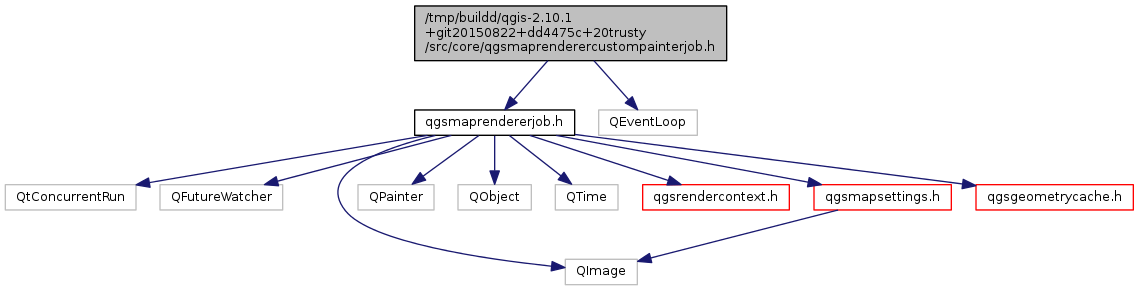 /tmp/buildd/qgis-2.10.1
+git20150822+dd4475c+20trusty
/src/core/qgsmaprenderercustompainterjob.h
qgsmaprendererjob.h
QEventLoop
QtConcurrentRun
QFutureWatcher
QPainter
QObject
QTime
qgsrendercontext.h
qgsmapsettings.h
qgsgeometrycache.h
QImage